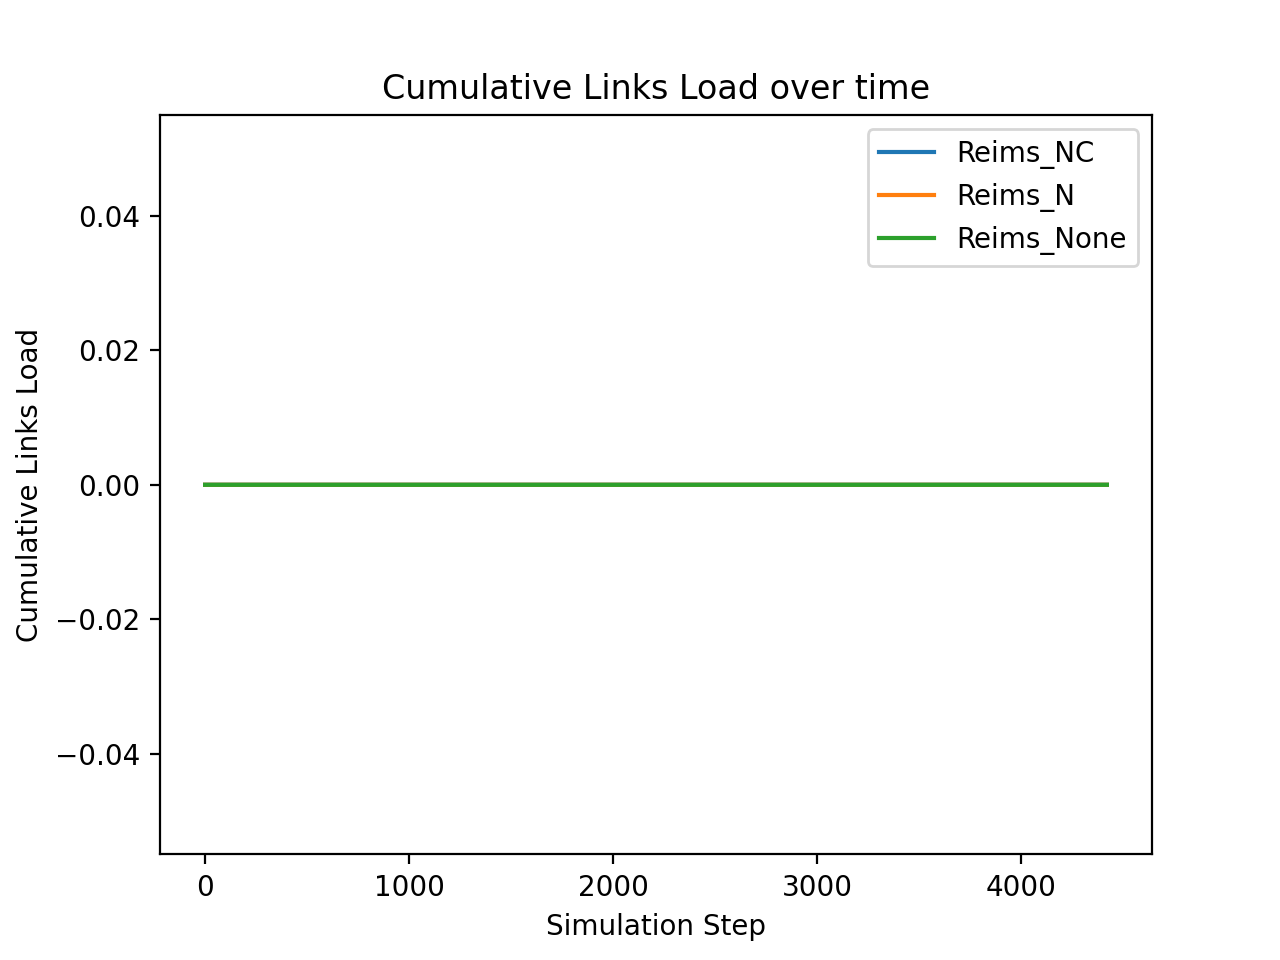 Cumulative Links Load over time
Reims_NC
Reims_N
Reims_None
Cumulative Links Load
0.04
0.02
0.00
−0.02
−0.04
0 1000 2000 3000 4000
Simulation Step